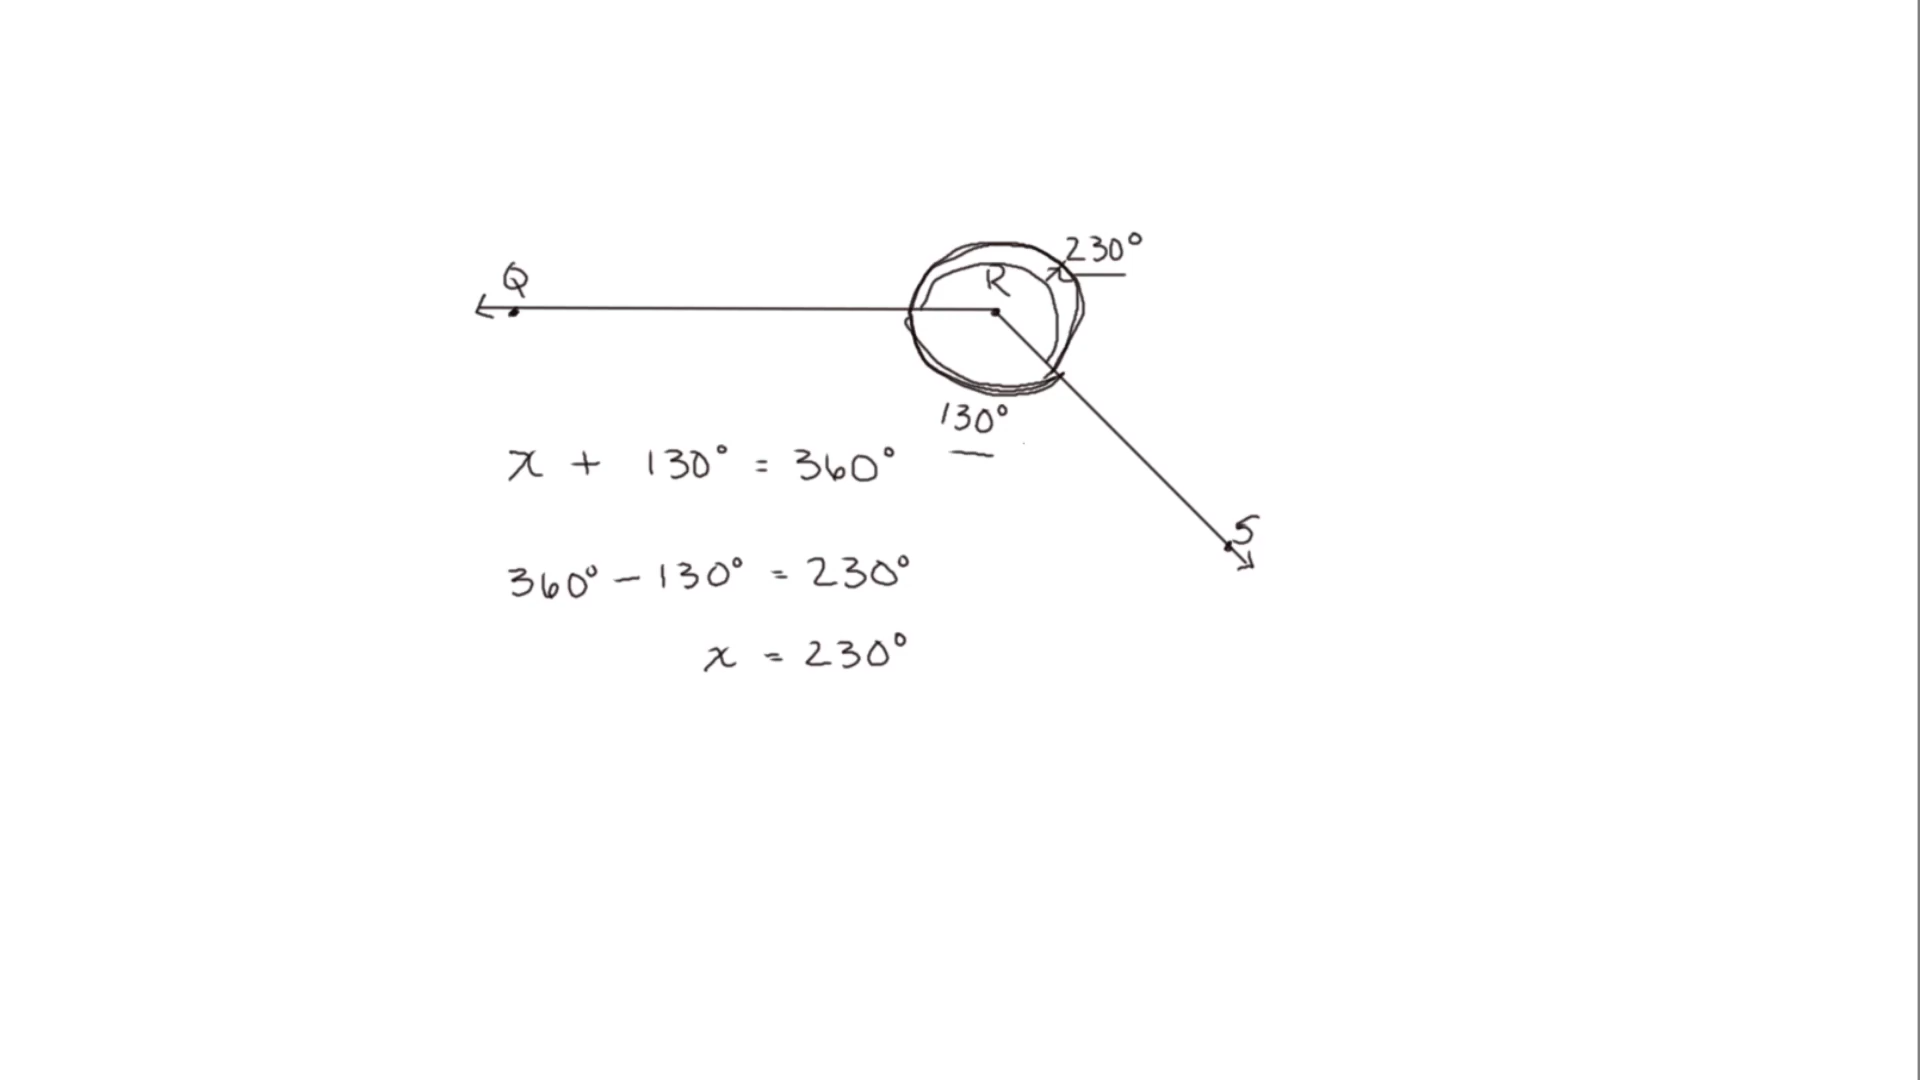 230°
Q
R
130°
x + 130° = 360°
S
360° − 130° = 230°
x = 230°